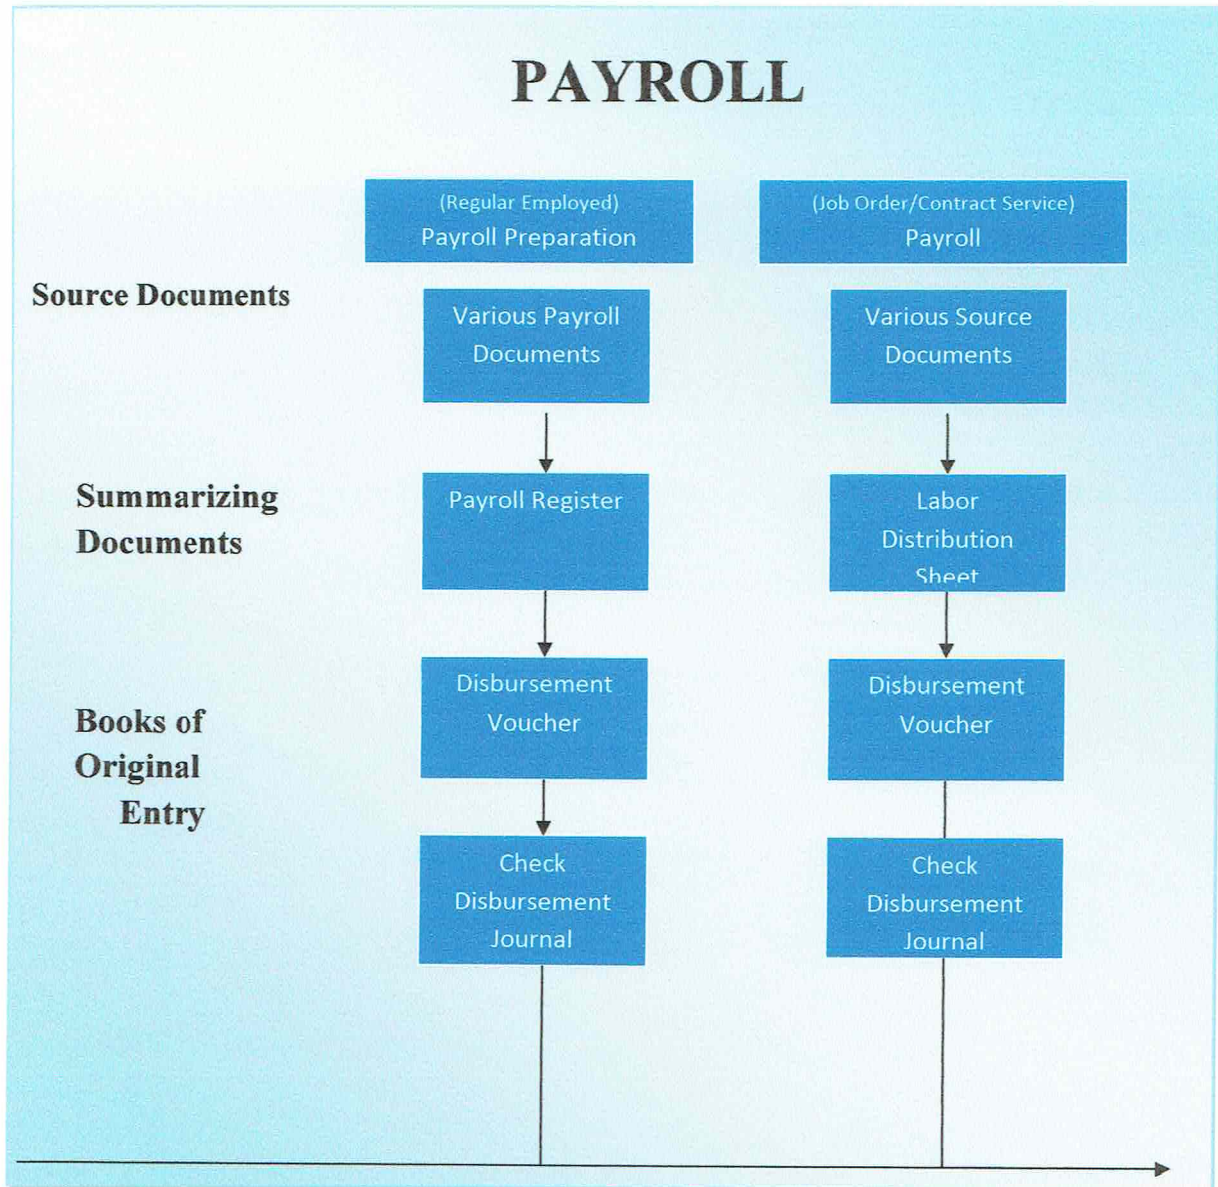 PAYROLL
(Regular Employed)
Payroll Preparation
(Job Order/Contract Service)
Payroll
Source Documents
Various Payroll
Documents
Various Source
Documents
Summarizing
Documents
Payroll Register
Labor
Distribution
Sheet
Books of
Original
Entry
Disbursement
Voucher
Disbursement
Voucher
Check
Disbursement
Journal
Check
Disbursement
Journal